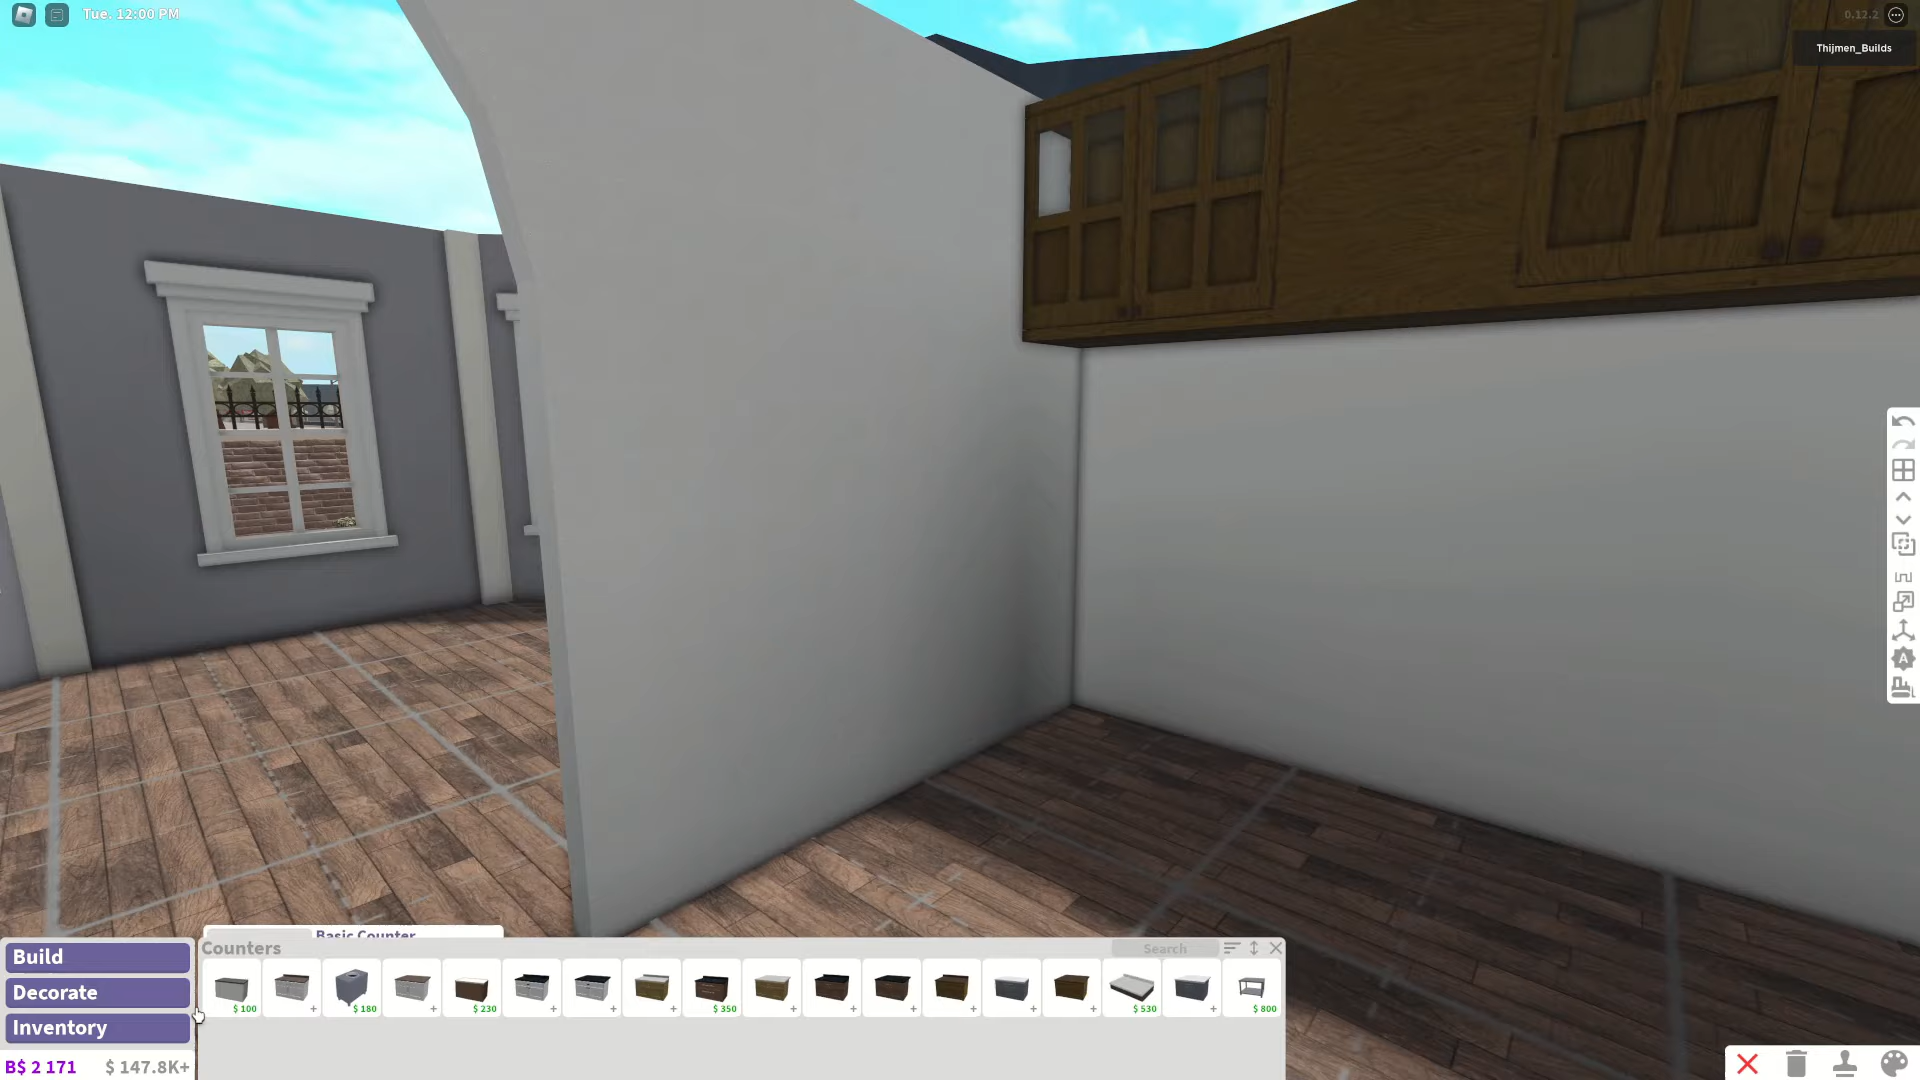 Tue. 12:00 PM
0.12.2
Thijmen_Builds
Basic Counter
Counters
Search
Build
Decorate
Inventory
$ 100
+
$ 180
+
$ 230
+
+
+
$ 350
+
+
+
+
+
+
$ 530
+
$ 800
B$ 2 171
$ 147.8K+
A